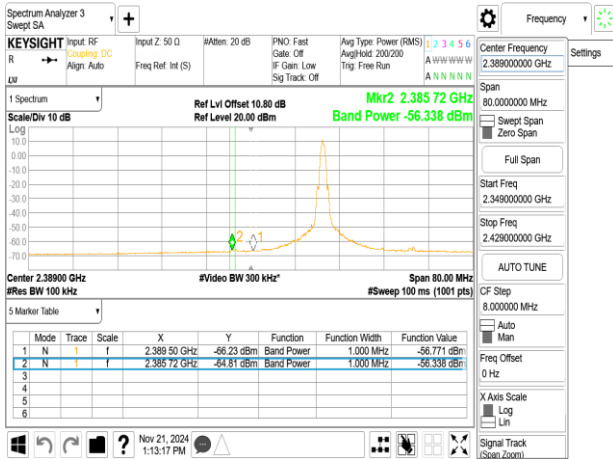 Spectrum Analyzer 3
Swept SA
Frequency
KEYSIGHT
R
Input: RF
Coupling: DC
Align: Auto
Input Z: 50 Ω
Freq Ref: Int (S)
#Atten: 20 dB
PNO: Fast
Gate: Off
IF Gain: Low
Sig Track: Off
Avg Type: Power (RMS)
Avg|Hold: 200/200
Trig: Free Run
1 2 3 4 5 6
A W W W W W
A N N N N N
Center Frequency
2.389000000 GHz
Settings
Span
80.0000000 MHz
Swept Span
Zero Span
Full Span
Start Freq
2.349000000 GHz
Stop Freq
2.429000000 GHz
AUTO TUNE
CF Step
8.000000 MHz
Auto
Man
Freq Offset
0 Hz
X Axis Scale
Log
Lin
Signal Track
(Span Zoom)
1 Spectrum
Scale/Div 10 dB
Ref Lvl Offset 10.80 dB
Ref Level 20.00 dBm
Mkr2 2.385 72 GHz
Band Power -56.338 dBm
Log
10.0
0.00
-10.0
-20.0
-30.0
-40.0
-50.0
-60.0
-70.0
2
1
Center 2.38900 GHz
#Video BW 300 kHz*
Span 80.00 MHz
#Res BW 100 kHz
#Sweep 100 ms (1001 pts)
5 Marker Table
Mode Trace Scale X Y Function Function Width Function Value
1 N 1 f 2.389 50 GHz -66.23 dBm Band Power 1.000 MHz -56.771 dBm
2 N 1 f 2.385 72 GHz -64.81 dBm Band Power 1.000 MHz -56.338 dBm
3
4
5
6
?
Nov 21, 2024
1:13:17 PM